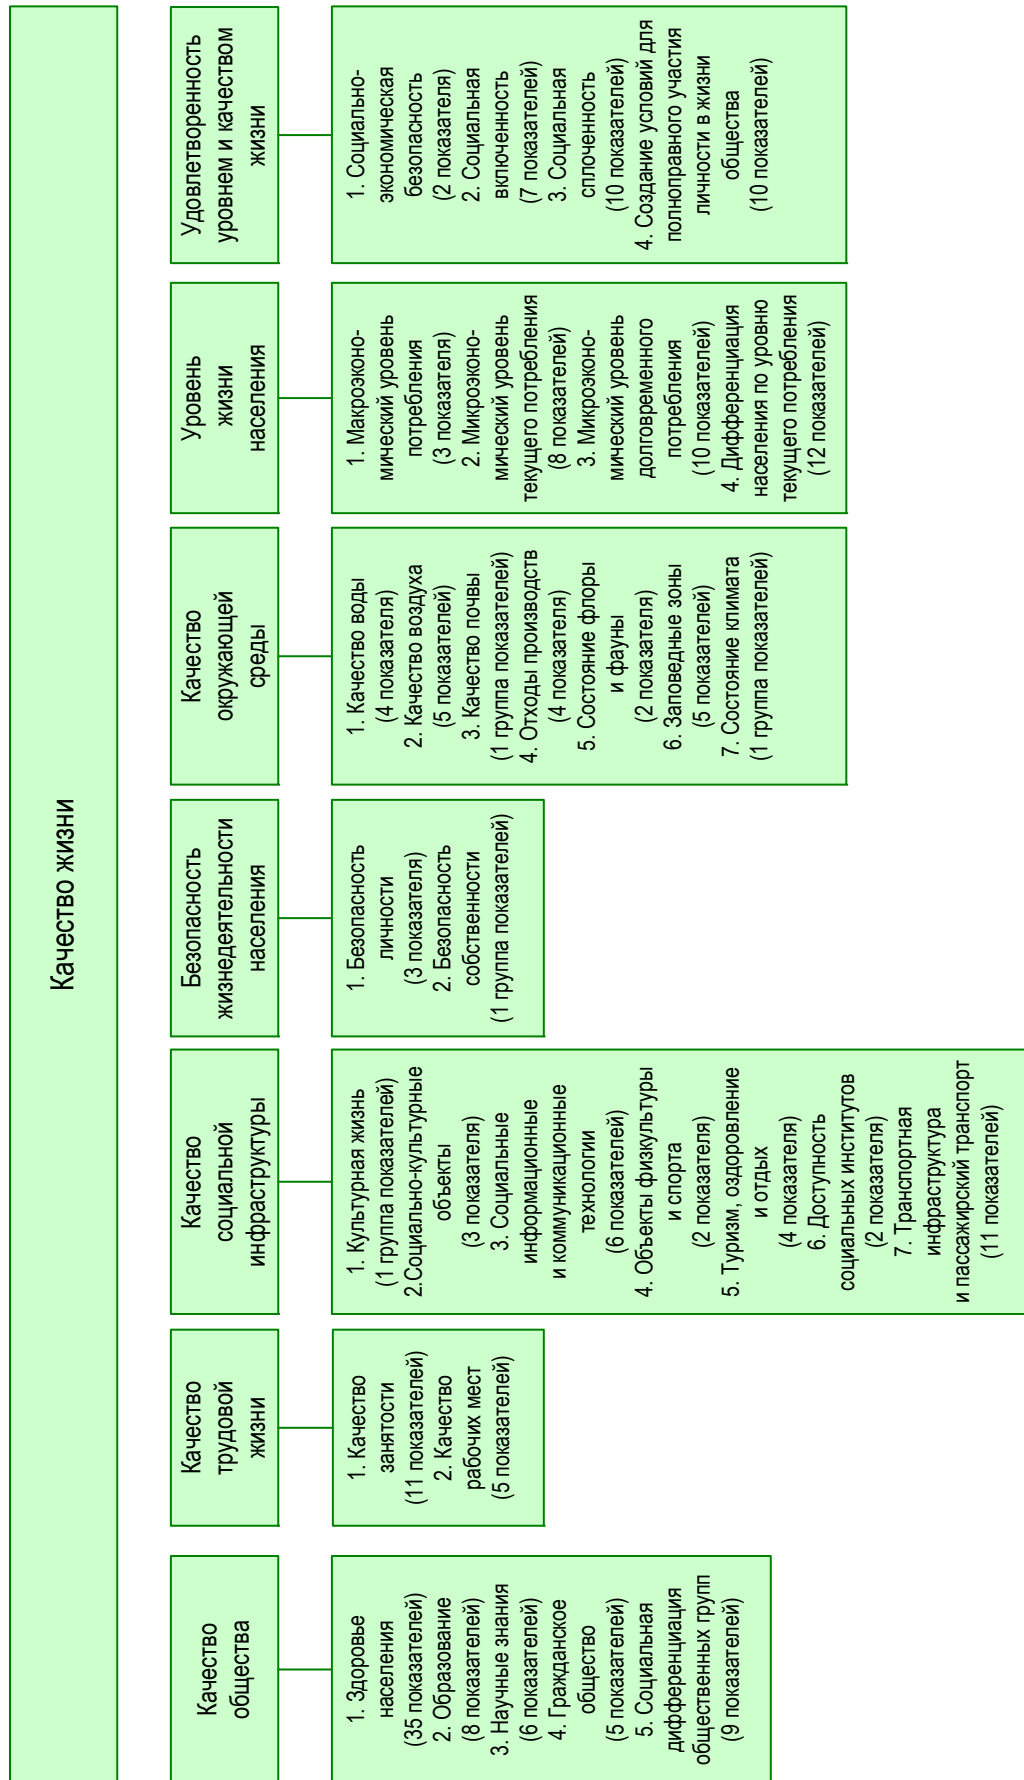 Качество жизни
Качество
общества
1. Здоровье
населения
(35 показателей)
2. Образование
(8 показателей)
3. Научные знания
(6 показателей)
4. Гражданское
общество
(5 показателей)
5. Социальная
дифференциация
общественных групп
(9 показателей)
Качество
трудовой
жизни
1. Качество
занятости
(11 показателей)
2. Качество
рабочих мест
(5 показателей)
Качество
социальной
инфраструктуры
1. Культурная жизнь
(1 группа показателей)
2.Социально-культурные
объекты
(3 показателя)
3. Социальные
информационные
и коммуникационные
технологии
(6 показателей)
4. Объекты физкультуры
и спорта
(2 показателя)
5. Туризм, оздоровление
и отдых
(4 показателя)
6. Доступность
социальных институтов
(2 показателя)
7. Транспортная
инфраструктура
и пассажирский транспорт
(11 показателей)
Безопасность
жизнедеятельности
населения
1. Безопасность
личности
(3 показателя)
2. Безопасность
собственности
(1 группа показателей)
Качество
окружающей
среды
1. Качество воды
(4 показателя)
2. Качество воздуха
(5 показателей)
3. Качество почвы
(1 группа показателей)
4. Отходы производств
(4 показателя)
5. Состояние флоры
и фауны
(2 показателя)
6. Заповедные зоны
(5 показателей)
7. Состояние климата
(1 группа показателей)
Уровень
жизни
населения
1. Макроэконо-
мический уровень
потребления
(3 показателя)
2. Микроэконо-
мический уровень
текущего потребления
(8 показателей)
3. Микроэконо-
мический уровень
долговременного
потребления
(10 показателей)
4. Дифференциация
населения по уровню
текущего потребления
(12 показателей)
Удовлетворенность
уровнем и качеством
жизни
1. Социально-
экономическая
безопасность
(2 показателя)
2. Социальная
включенность
(7 показателей)
3. Социальная
сплоченность
(10 показателей)
4. Создание условий для
полноправного участия
личности в жизни
общества
(10 показателей)